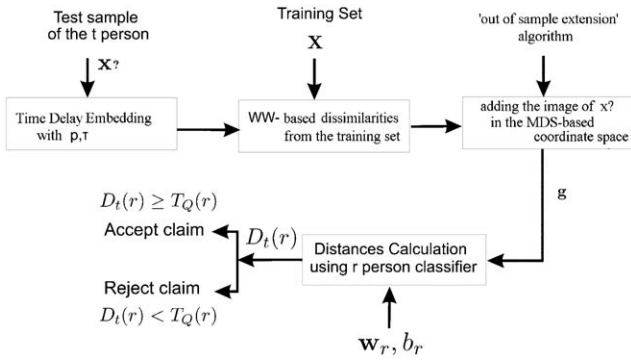 Test sample
of the t person
X?
Training Set
X
'out of sample extension'
algorithm
Time Delay Embedding
with p,τ
WW- based dissimilarities
from the training set
adding the image of x?
in the MDS-based
coordinate space
g
Distances Calculation
using r person classifier
D_t(r)
D_t(r) ≥ T_Q(r)
Accept claim
Reject claim
D_t(r) < T_Q(r)
w_r, b_r